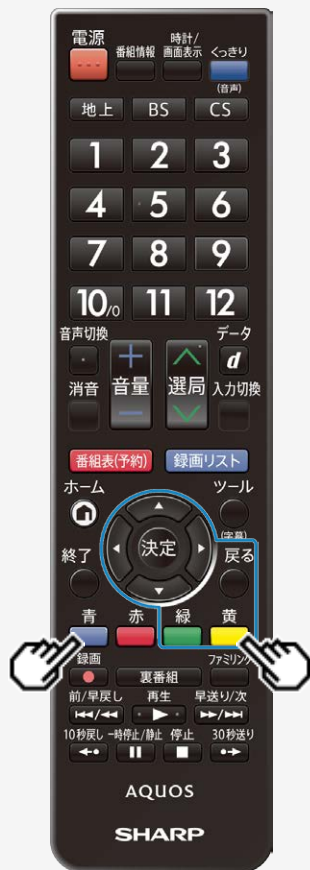 電源
番組情報
時計/
画面表示
くっきり
(音声)
地上 BS CS
1 2 3
4 5 6
7 8 9
10/0 11 12
音声切換 データ
d
消音 音量 選局 入力切換
番組表(予約) 録画リスト
ホーム ツール
(字幕)
決定
終了 戻る
青 赤 緑 黄
録画 裏番組 ファミリンク
前/早戻し 再生 早送り/次
10秒戻し 一時停止/静止 停止 30秒送り
AQUOS
SHARP